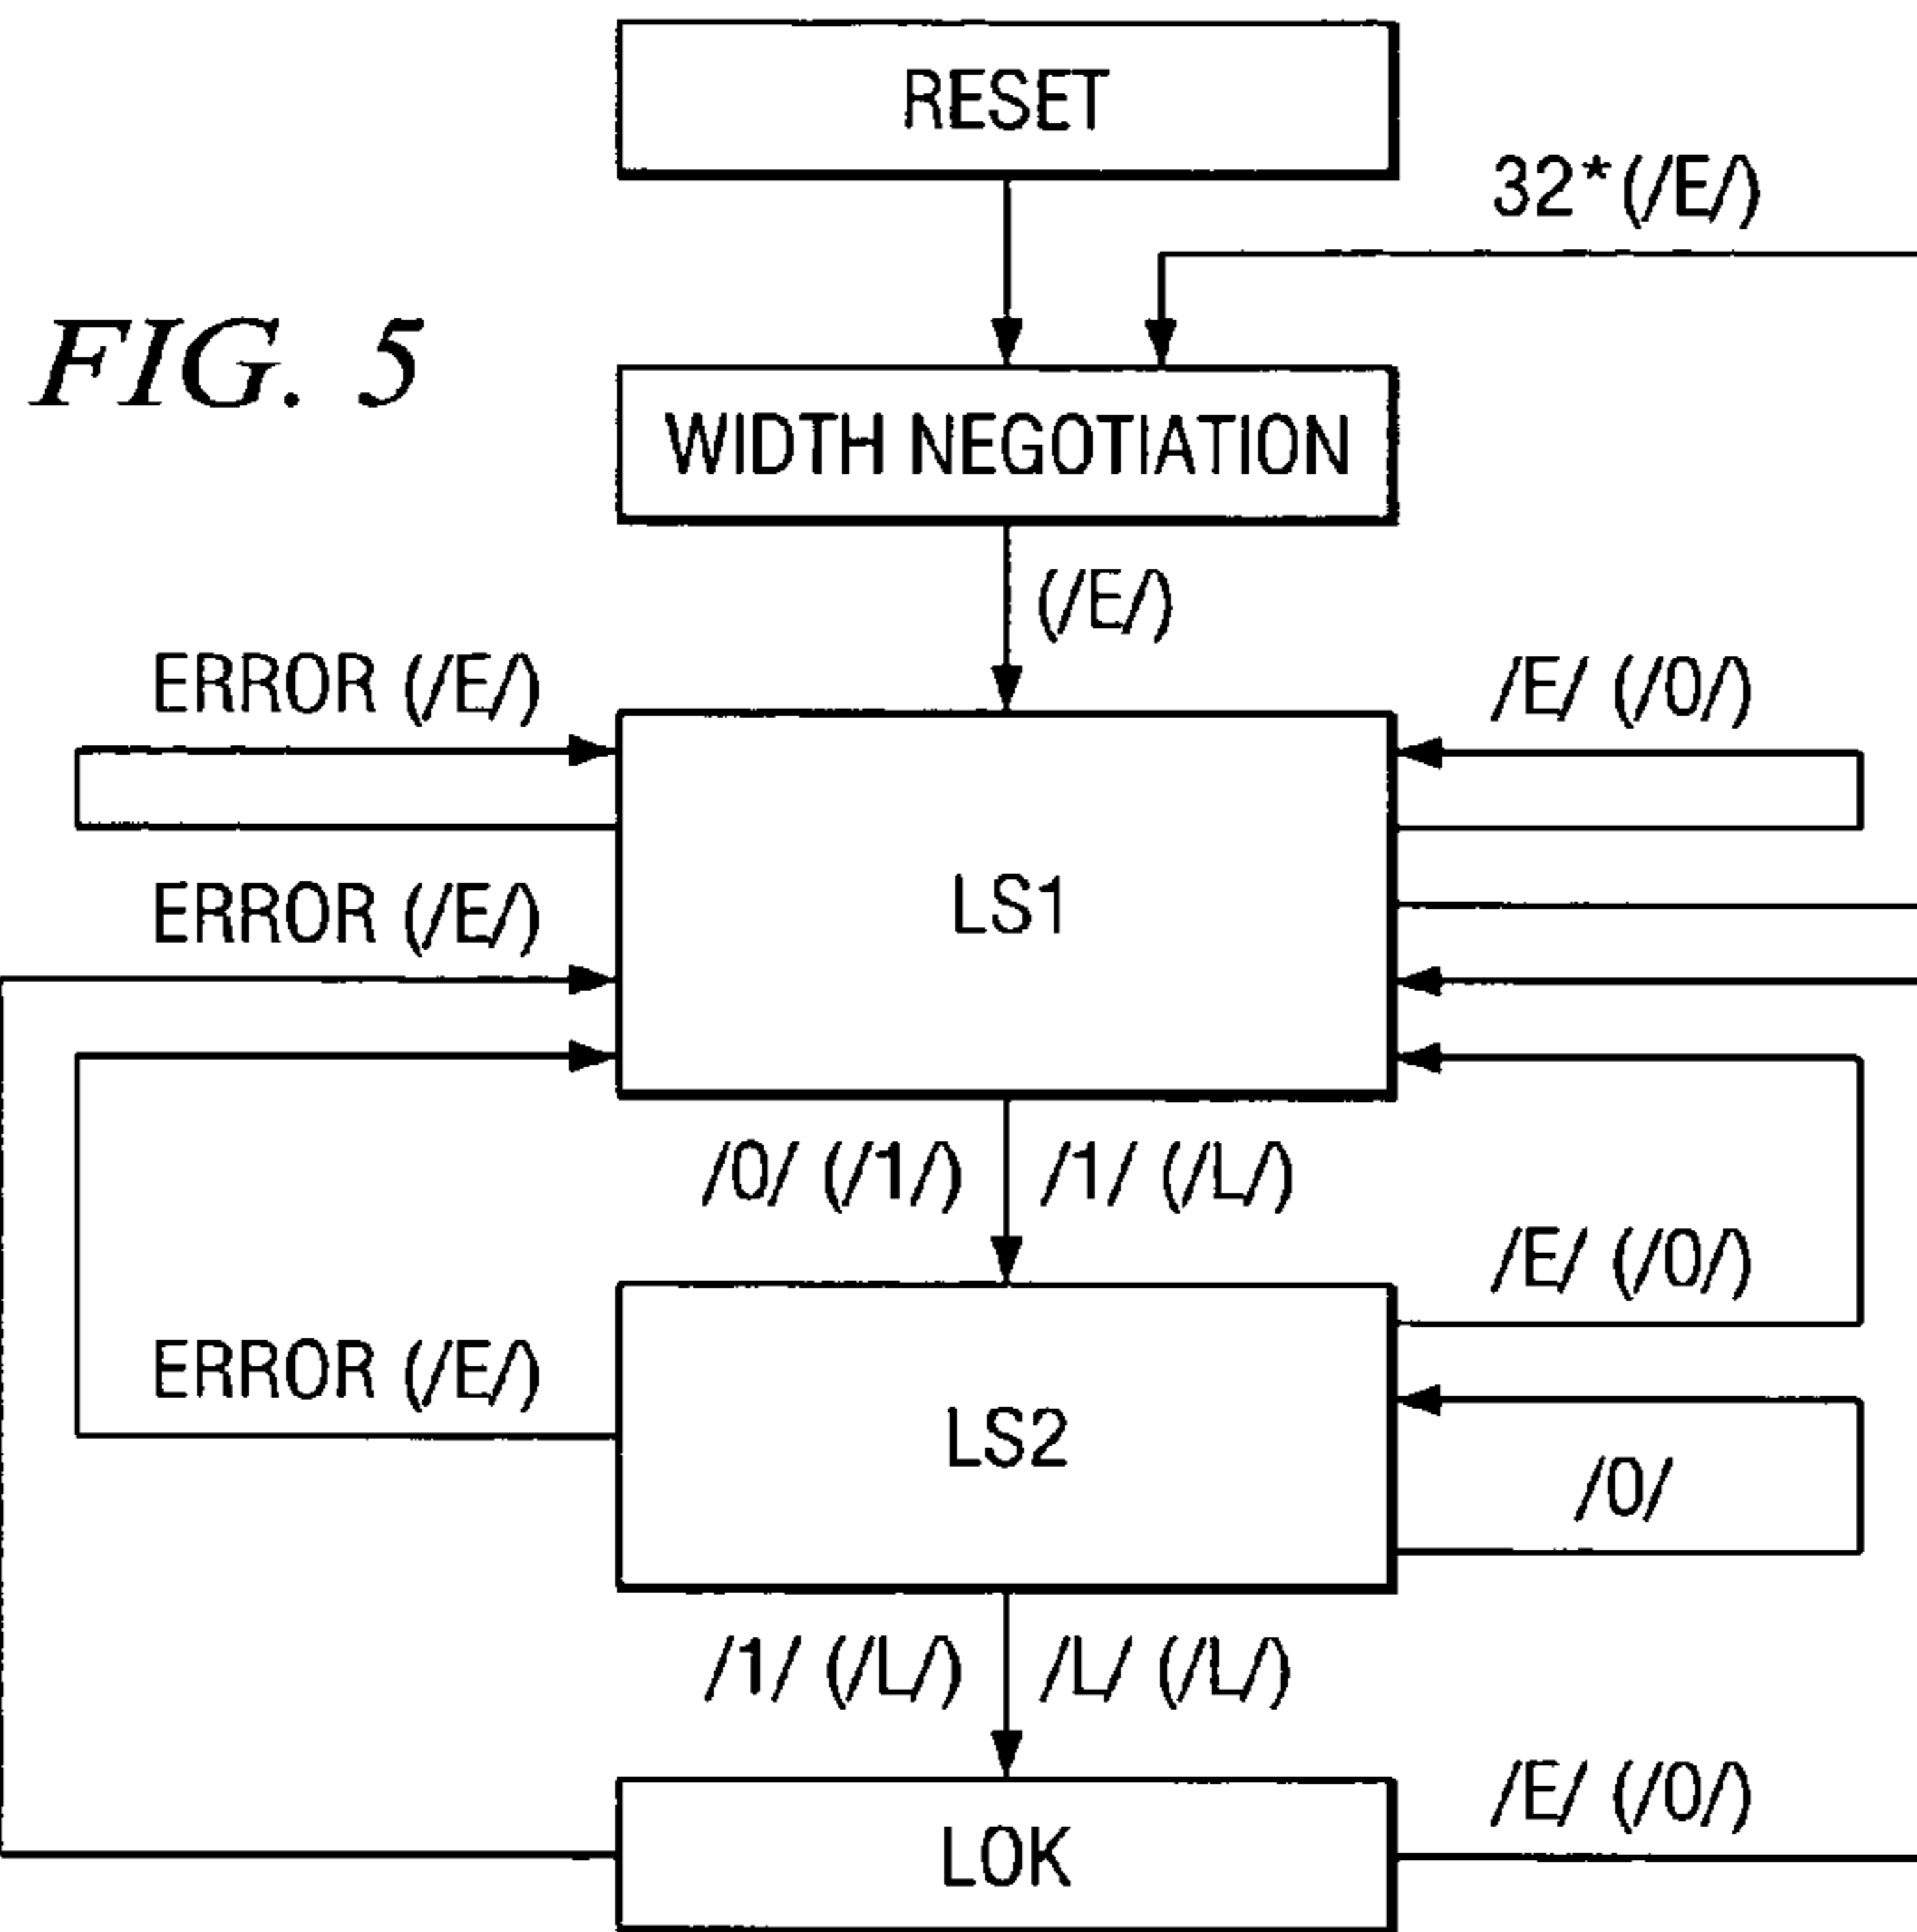 RESET
32*(/E/)
FIG. 5
WIDTH NEGOTIATION
(/E/)
ERROR (/E/)
/E/ (/0/)
ERROR (/E/)
LS1
/0/ (/1/)
/1/ (/L/)
/E/ (/0/)
ERROR (/E/)
LS2
/0/
/1/ (/L/)
/L/ (/L/)
/E/ (/0/)
LOK